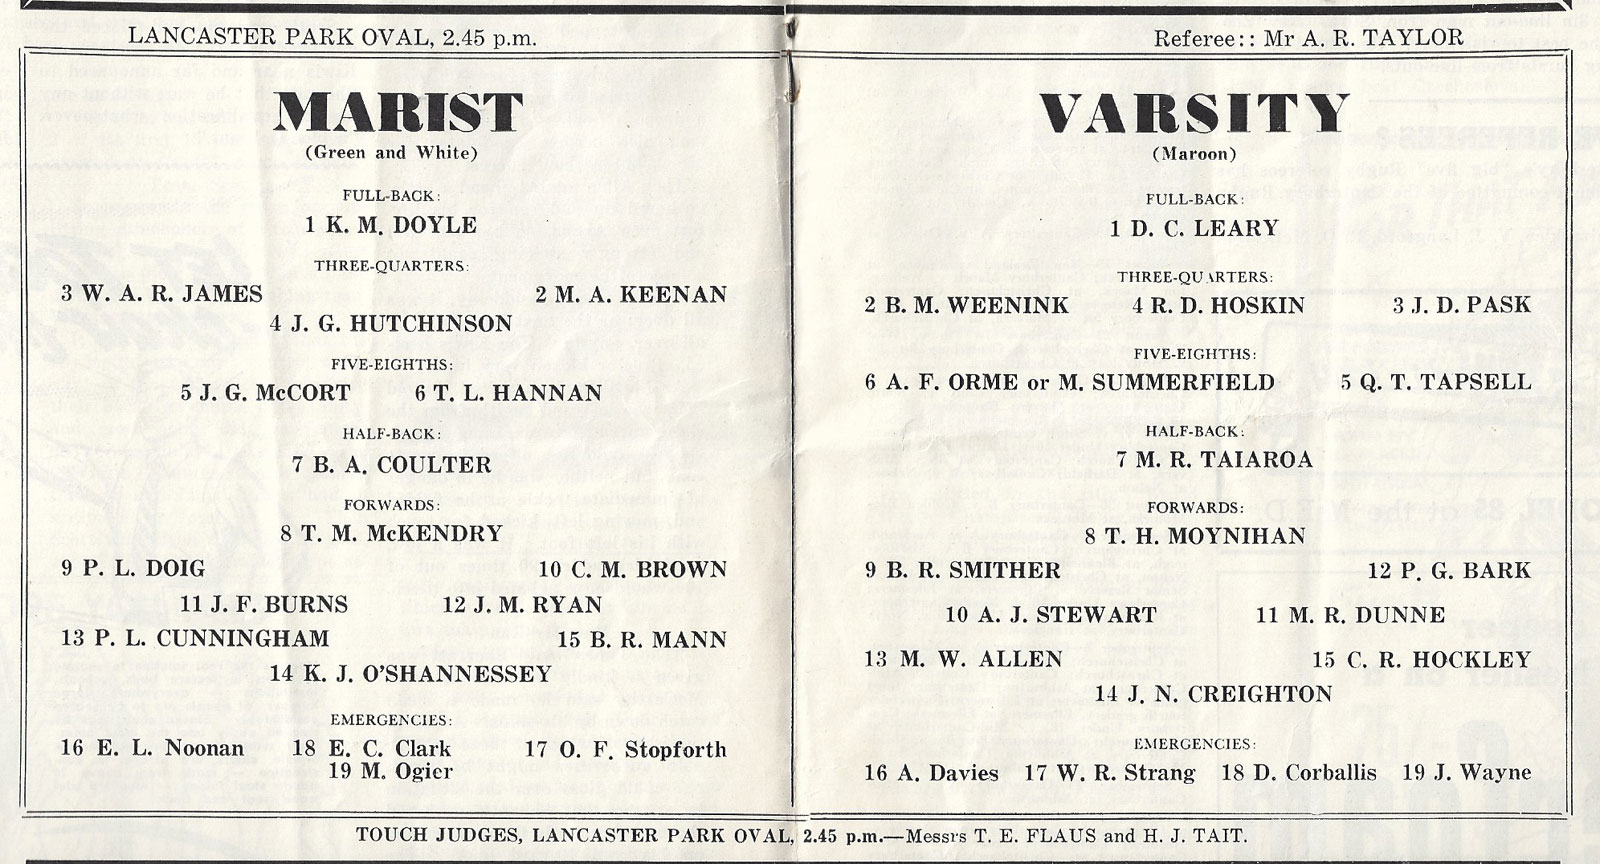 LANCASTER PARK OVAL, 2.45 p.m.
Referee:: Mr A. R. TAYLOR
MARIST
(Green and White)
FULL-BACK:
1 K. M. DOYLE
THREE-QUARTERS:
3 W. A. R. JAMES 2 M. A. KEENAN
4 J. G. HUTCHINSON
FIVE-EIGHTHS:
5 J. G. McCORT 6 T. L. HANNAN
HALF-BACK:
7 B. A. COULTER
FORWARDS:
8 T. M. McKENDRY
9 P. L. DOIG 10 C. M. BROWN
11 J. F. BURNS 12 J. M. RYAN
13 P. L. CUNNINGHAM 15 B. R. MANN
14 K. J. O'SHANNESSEY
EMERGENCIES:
16 E. L. Noonan 18 E. C. Clark 17 O. F. Stopforth
19 M. Ogier
VARSITY
(Maroon)
FULL-BACK:
1 D. C. LEARY
THREE-QUARTERS:
2 B. M. WEENINK 4 R. D. HOSKIN 3 J. D. PASK
FIVE-EIGHTHS:
6 A. F. ORME or M. SUMMERFIELD 5 Q. T. TAPSELL
HALF-BACK:
7 M. R. TAIAROA
FORWARDS:
8 T. H. MOYNIHAN
9 B. R. SMITHER 12 P. G. BARK
10 A. J. STEWART 11 M. R. DUNNE
13 M. W. ALLEN 15 C. R. HOCKLEY
14 J. N. CREIGHTON
EMERGENCIES:
16 A. Davies 17 W. R. Strang 18 D. Corballis 19 J. Wayne
TOUCH JUDGES, LANCASTER PARK OVAL, 2.45 p.m.—Messrs T. E. FLAUS and H. J. TAIT.